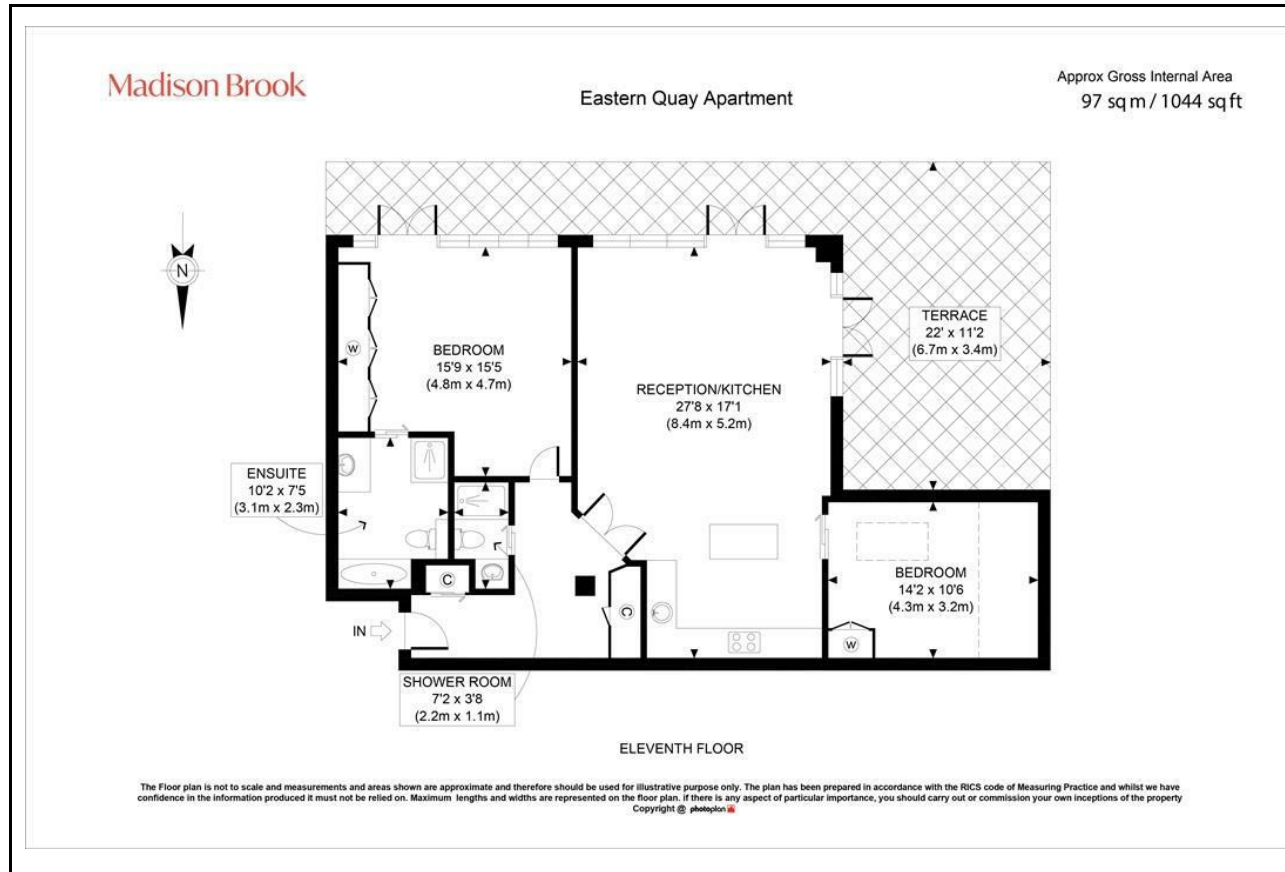 Madison Brook
Eastern Quay Apartment
Approx Gross Internal Area
97 sq m / 1044 sq ft
N
TERRACE
22' x 11'2
(6.7m x 3.4m)
W
BEDROOM
15'9 x 15'5
(4.8m x 4.7m)
RECEPTION/KITCHEN
27'8 x 17'1
(8.4m x 5.2m)
ENSUITE
10'2 x 7'5
(3.1m x 2.3m)
C
BEDROOM
14'2 x 10'6
(4.3m x 3.2m)
C
IN
W
SHOWER ROOM
7'2 x 3'8
(2.2m x 1.1m)
ELEVENTH FLOOR
The Floor plan is not to scale and measurements and areas shown are approximate and therefore should be used for illustrative purpose only. The plan has been prepared in accordance with the RICS code of Measuring Practice and whilst we have
confidence in the information produced it must not be relied on. Maximum lengths and widths are represented on the floor plan. if there is any aspect of particular importance, you should carry out or commission your own inceptions of the property
Copyright @ photoplan